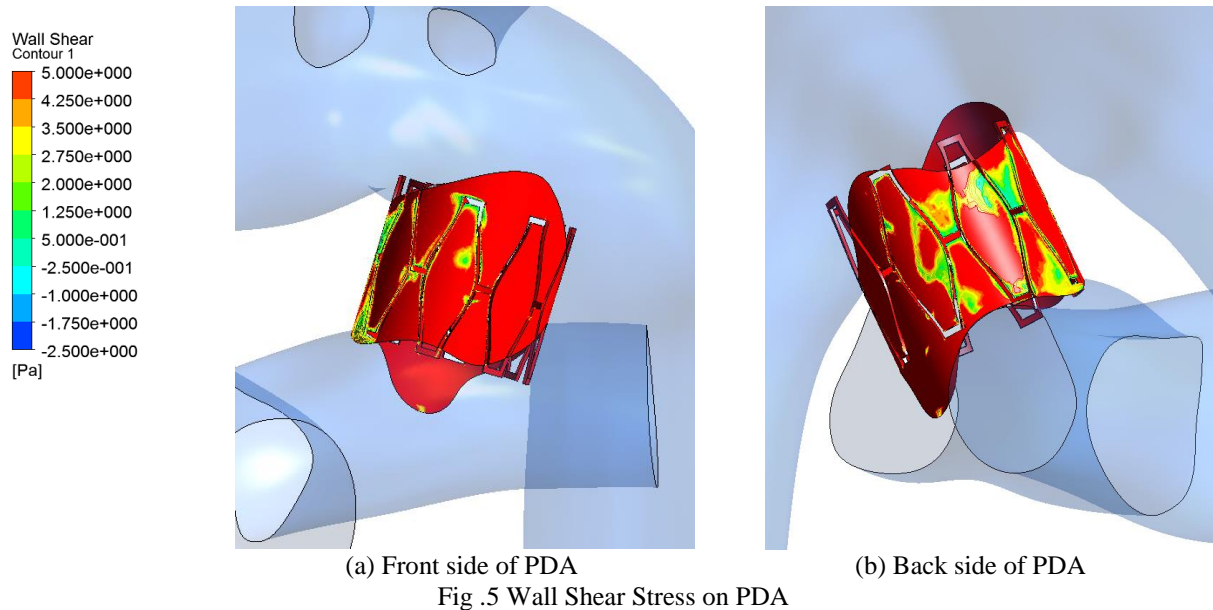 Wall Shear
Contour 1
5.000e+000
4.250e+000
3.500e+000
2.750e+000
2.000e+000
1.250e+000
5.000e-001
-2.500e-001
-1.000e+000
-1.750e+000
-2.500e+000
[Pa]
(a) Front side of PDA
(b) Back side of PDA
Fig .5 Wall Shear Stress on PDA